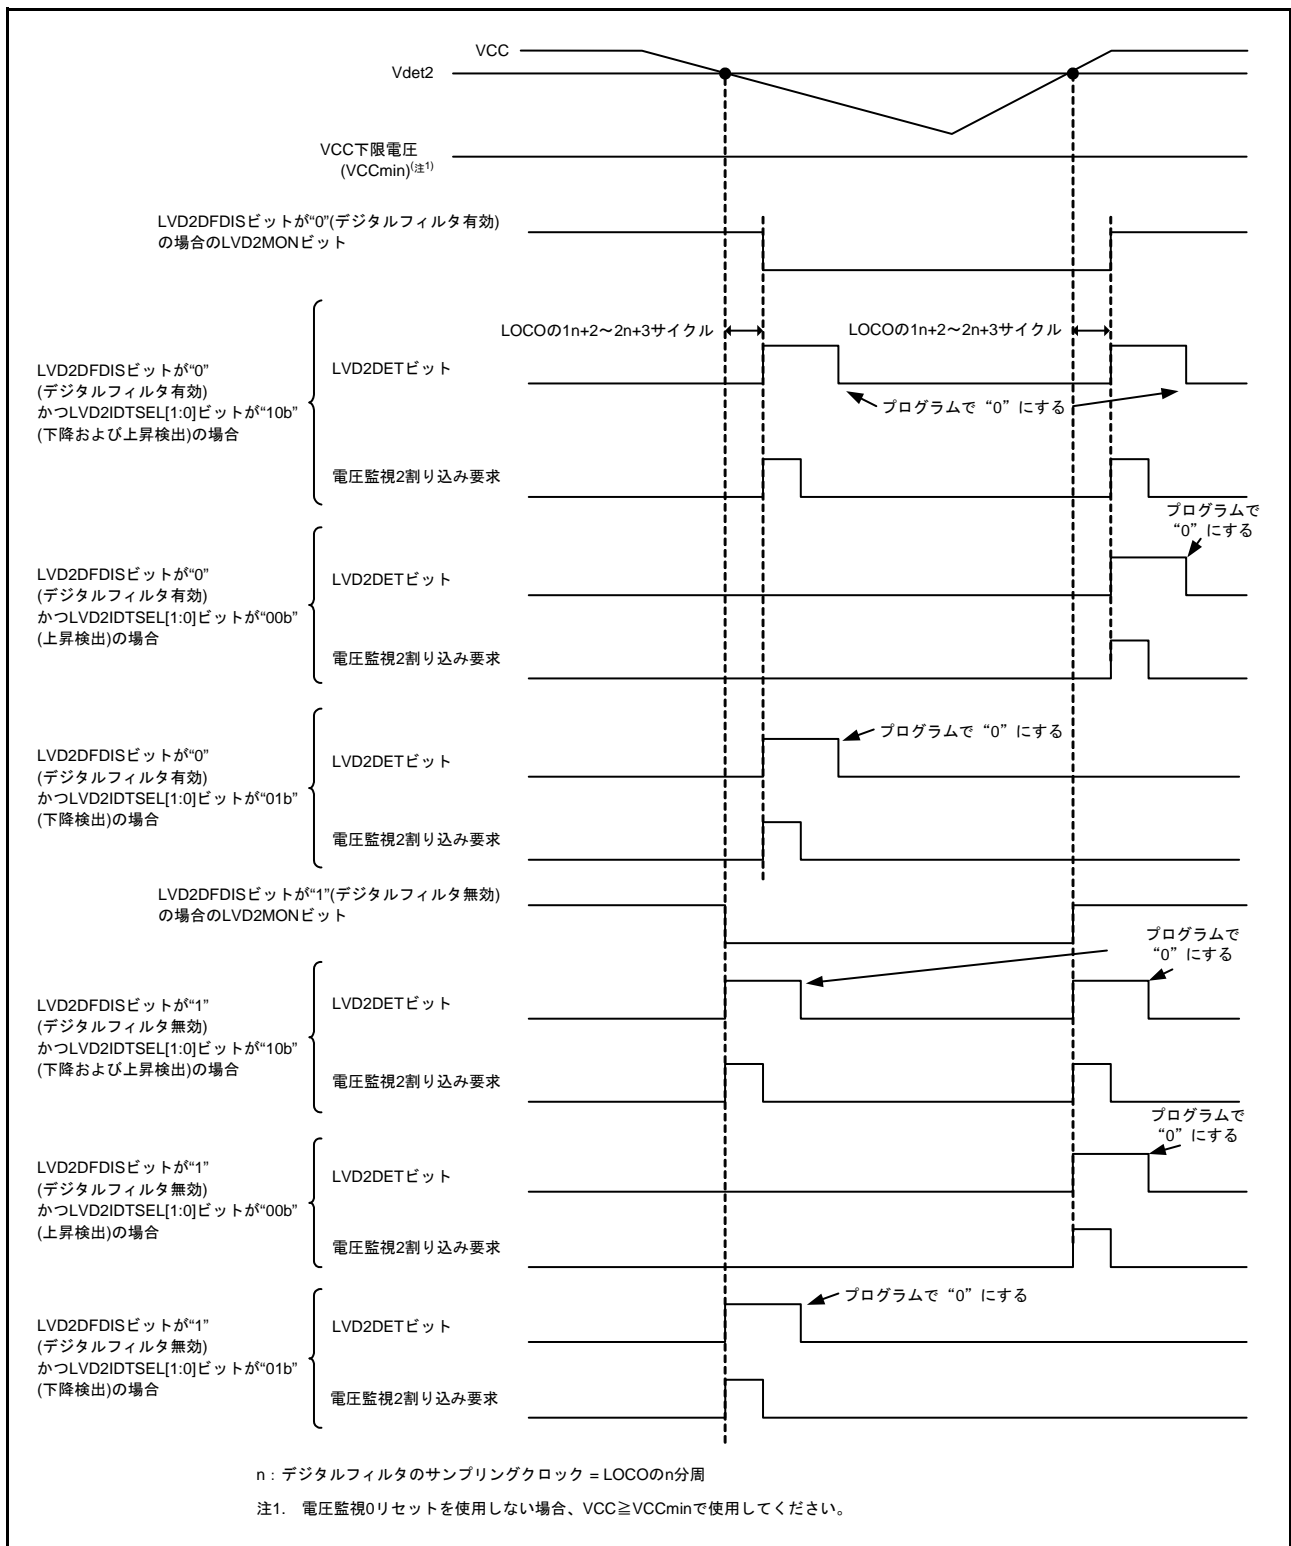 VCC
Vdet2
VCC下限電圧
(VCCmin)(注1)
LVD2DFDISビットが“0”(デジタルフィルタ有効)
の場合のLVD2MONビット
LOCOの1n+2～2n+3サイクル
LOCOの1n+2～2n+3サイクル
LVD2DFDISビットが“0”
(デジタルフィルタ有効)
かつLVD2IDTSEL[1:0]ビットが“10b”
(下降および上昇検出)の場合
LVD2DETビット
プログラムで“0”にする
電圧監視2割り込み要求
プログラムで
“0”にする
LVD2DFDISビットが“0”
(デジタルフィルタ有効)
かつLVD2IDTSEL[1:0]ビットが“00b”
(上昇検出)の場合
LVD2DETビット
電圧監視2割り込み要求
LVD2DFDISビットが“0”
(デジタルフィルタ有効)
かつLVD2IDTSEL[1:0]ビットが“01b”
(下降検出)の場合
LVD2DETビット
プログラムで“0”にする
電圧監視2割り込み要求
LVD2DFDISビットが“1”(デジタルフィルタ無効)
の場合のLVD2MONビット
プログラムで
“0”にする
LVD2DFDISビットが“1”
(デジタルフィルタ無効)
かつLVD2IDTSEL[1:0]ビットが“10b”
(下降および上昇検出)の場合
LVD2DETビット
電圧監視2割り込み要求
プログラムで
“0”にする
LVD2DFDISビットが“1”
(デジタルフィルタ無効)
かつLVD2IDTSEL[1:0]ビットが“00b”
(上昇検出)の場合
LVD2DETビット
電圧監視2割り込み要求
LVD2DFDISビットが“1”
(デジタルフィルタ無効)
かつLVD2IDTSEL[1:0]ビットが“01b”
(下降検出)の場合
LVD2DETビット
プログラムで“0”にする
電圧監視2割り込み要求
n：デジタルフィルタのサンプリングクロック = LOCOのn分周
注1. 電圧監視0リセットを使用しない場合、VCC≧VCCminで使用してください。